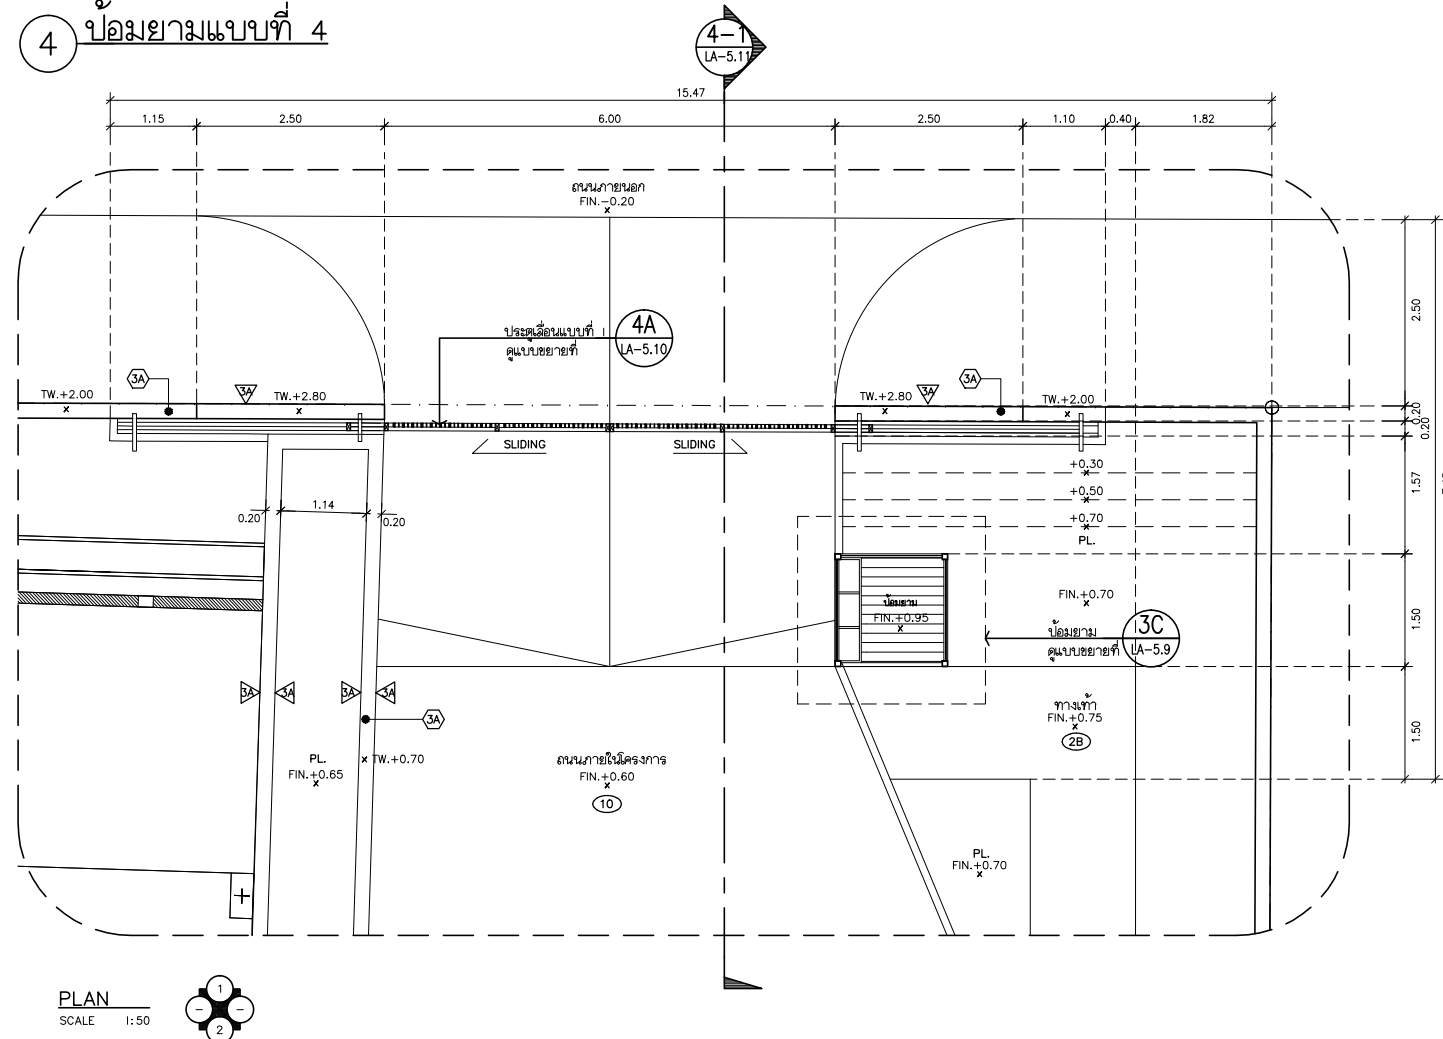 4 ป้อมยามแบบที่ 4
4-1
LA-5.11
15.47
1.15 2.50 6.00 2.50 1.10 0.40 1.82
ถนนภายนอก
FIN.-0.20
2.50
ประตูเลื่อนแบบที่ 1
ดูแบบขยายที่
4A
LA-5.10
3A 3A 3A 3A
TW.+2.00 TW.+2.80 TW.+2.80 TW.+2.00
0.20
0.20
SLIDING SLIDING
+0.30
+0.50
+0.70
PL.
1.57
0.20 1.14 0.20
ป้อมยาม
FIN.+0.95
FIN.+0.70
1.50
ป้อมยาม
ดูแบบขยายที่
3C
LA-5.9
3A 3A 3A 3A
3A
ทางเท้า
FIN.+0.75
2B
1.50
PL.
FIN.+0.65
TW.+0.70
ถนนภายในโครงการ
FIN.+0.60
10
PL.
FIN.+0.70
PLAN
SCALE 1:50
1
- -
2